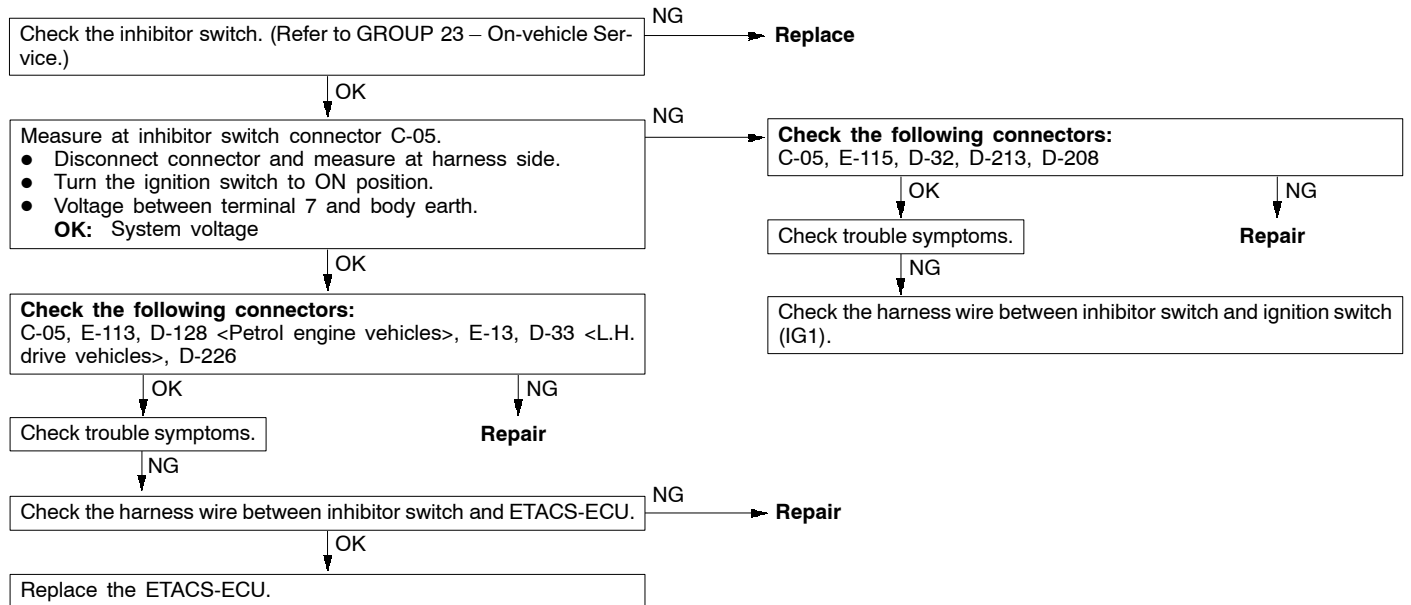 Check the inhibitor switch. (Refer to GROUP 23 – On-vehicle Ser-
vice.)
NG
Replace
OK
Measure at inhibitor switch connector C-05.
● Disconnect connector and measure at harness side.
● Turn the ignition switch to ON position.
● Voltage between terminal 7 and body earth.
OK: System voltage
NG
Check the following connectors:
C-05, E-115, D-32, D-213, D-208
OK
NG
Check trouble symptoms.
Repair
NG
Check the harness wire between inhibitor switch and ignition switch
(IG1).
OK
Check the following connectors:
C-05, E-113, D-128 <Petrol engine vehicles>, E-13, D-33 <L.H.
drive vehicles>, D-226
OK
NG
Check trouble symptoms.
Repair
NG
Check the harness wire between inhibitor switch and ETACS-ECU.
NG
Repair
OK
Replace the ETACS-ECU.